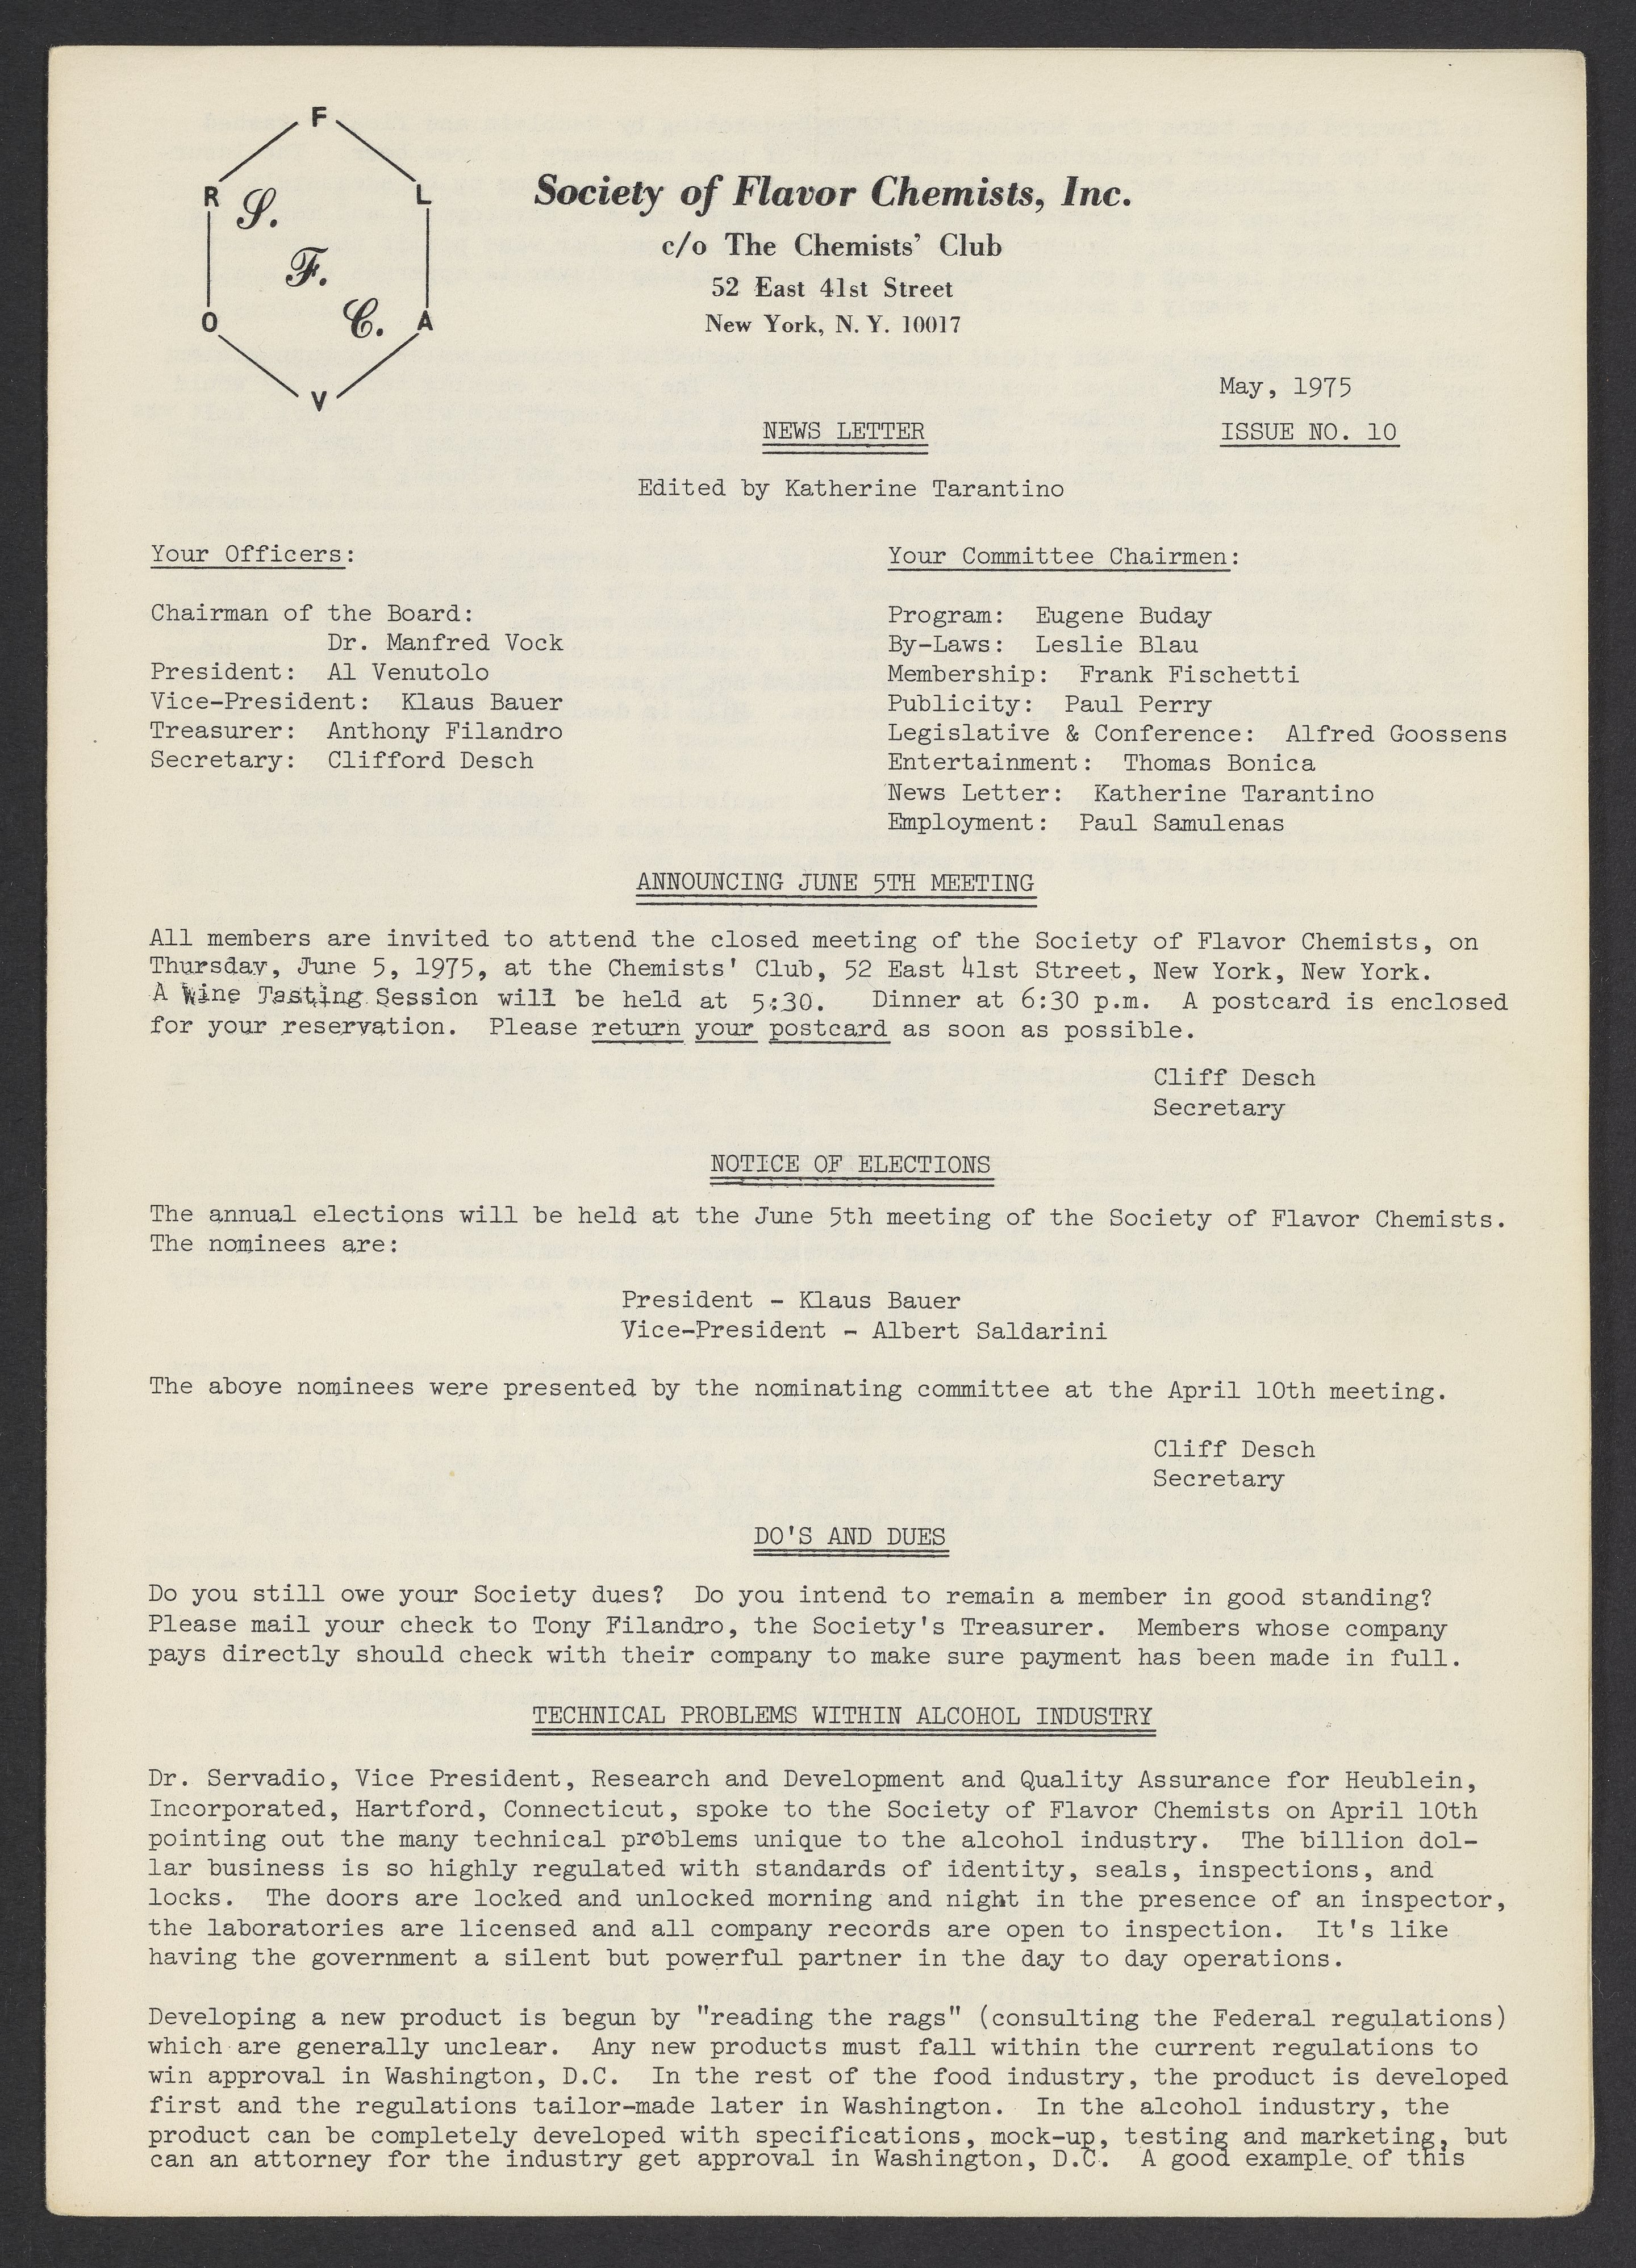 F
R L
S.
F.
C.
O A
V
Society of Flavor Chemists, Inc.
c/o The Chemists' Club
52 East 41st Street
New York, N. Y. 10017
May, 1975
NEWS LETTER
ISSUE NO. 10
Edited by Katherine Tarantino
Your Officers:
Chairman of the Board:
Dr. Manfred Vock
President: Al Venutolo
Vice-President: Klaus Bauer
Treasurer: Anthony Filandro
Secretary: Clifford Desch
Your Committee Chairmen:
Program: Eugene Buday
By-Laws: Leslie Blau
Membership: Frank Fischetti
Publicity: Paul Perry
Legislative & Conference: Alfred Goossens
Entertainment: Thomas Bonica
News Letter: Katherine Tarantino
Employment: Paul Samulenas
ANNOUNCING JUNE 5TH MEETING
All members are invited to attend the closed meeting of the Society of Flavor Chemists, on
Thursday, June 5, 1975, at the Chemists' Club, 52 East 41st Street, New York, New York.
A Wine Tasting Session will be held at 5:30. Dinner at 6:30 p.m. A postcard is enclosed
for your reservation. Please return your postcard as soon as possible.
Cliff Desch
Secretary
NOTICE OF ELECTIONS
The annual elections will be held at the June 5th meeting of the Society of Flavor Chemists.
The nominees are:
President - Klaus Bauer
Vice-President - Albert Saldarini
The above nominees were presented by the nominating committee at the April 10th meeting.
Cliff Desch
Secretary
DO'S AND DUES
Do you still owe your Society dues? Do you intend to remain a member in good standing?
Please mail your check to Tony Filandro, the Society's Treasurer. Members whose company
pays directly should check with their company to make sure payment has been made in full.
TECHNICAL PROBLEMS WITHIN ALCOHOL INDUSTRY
Dr. Servadio, Vice President, Research and Development and Quality Assurance for Heublein,
Incorporated, Hartford, Connecticut, spoke to the Society of Flavor Chemists on April 10th
pointing out the many technical problems unique to the alcohol industry. The billion dol-
lar business is so highly regulated with standards of identity, seals, inspections, and
locks. The doors are locked and unlocked morning and night in the presence of an inspector,
the laboratories are licensed and all company records are open to inspection. It's like
having the government a silent but powerful partner in the day to day operations.
Developing a new product is begun by "reading the rags" (consulting the Federal regulations)
which are generally unclear. Any new products must fall within the current regulations to
win approval in Washington, D.C. In the rest of the food industry, the product is developed
first and the regulations tailor-made later in Washington. In the alcohol industry, the
product can be completely developed with specifications, mock-up, testing and marketing, but
can an attorney for the industry get approval in Washington, D.C. A good example of this